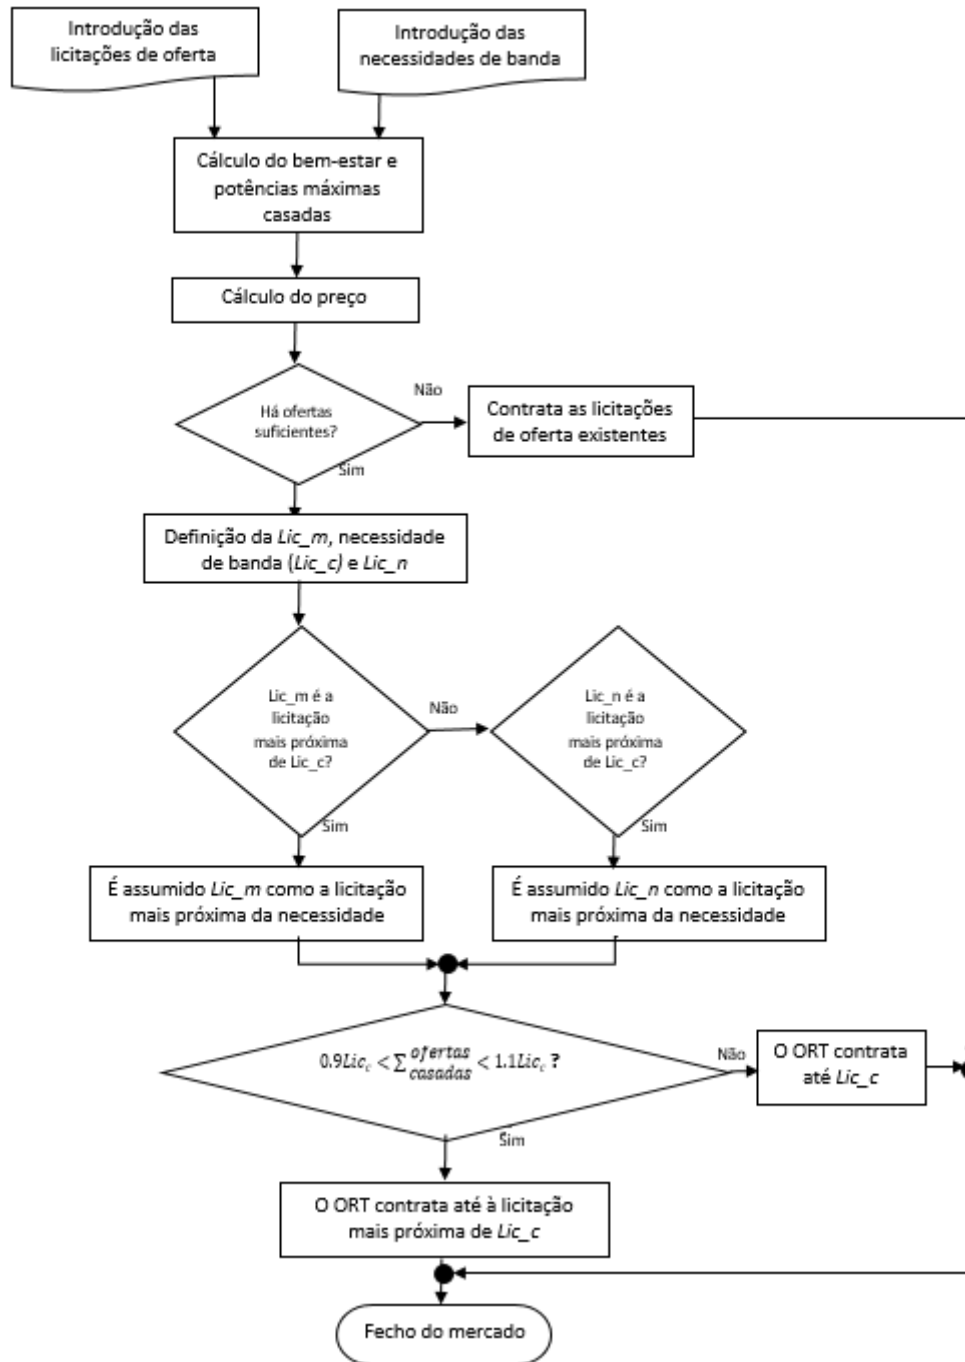 Introdução das
licitações de oferta
Introdução das
necessidades de banda
Cálculo do bem-estar e
potências máximas
casadas
Cálculo do preço
Há ofertas
suficientes?
Não
Contrata as licitações
de oferta existentes
Sim
Definição da Lic_m, necessidade
de banda (Lic_c) e Lic_n
Lic_m é a
licitação
mais próxima
de Lic_c?
Não
Lic_n é a
licitação
mais próxima
de Lic_c?
Sim
Sim
É assumido Lic_m como a licitação
mais próxima da necessidade
É assumido Lic_n como a licitação
mais próxima da necessidade
0.9Lic_c < ∑ ofertas casadas < 1.1Lic_c ?
Não
O ORT contrata
até Lic_c
Sim
O ORT contrata até à licitação
mais próxima de Lic_c
Fecho do mercado